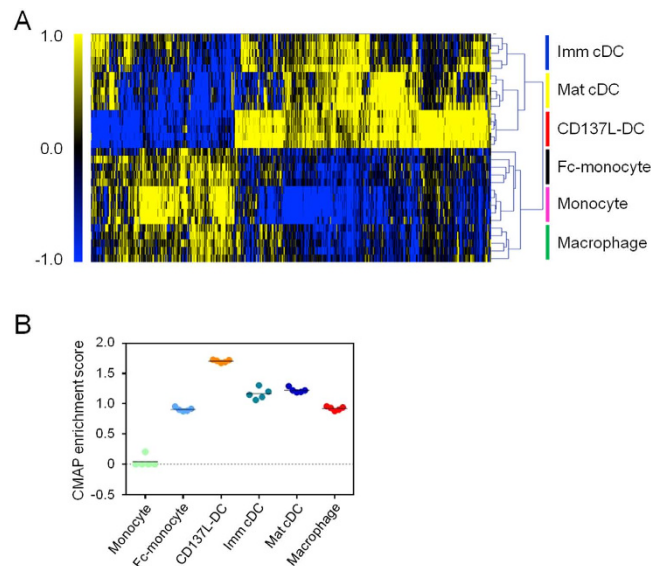 A
1.0
0.0
-1.0
Imm cDC
Mat cDC
CD137L-DC
Fc-monocyte
Monocyte
Macrophage
B
CMAP enrichment score
2.0
1.5
1.0
0.5
0
-0.5
Monocyte
Fc-monocyte
CD137L-DC
Imm cDC
Mat cDC
Macrophage